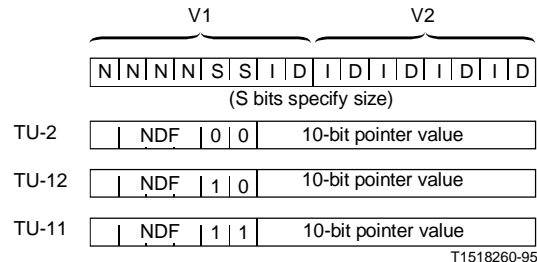 V1 V2
N N N N S S I D I D I D I D I D
(S bits specify size)
TU-2 NDF 0 0 10-bit pointer value
TU-12 NDF 1 0 10-bit pointer value
TU-11 NDF 1 1 10-bit pointer value
T1518260-95